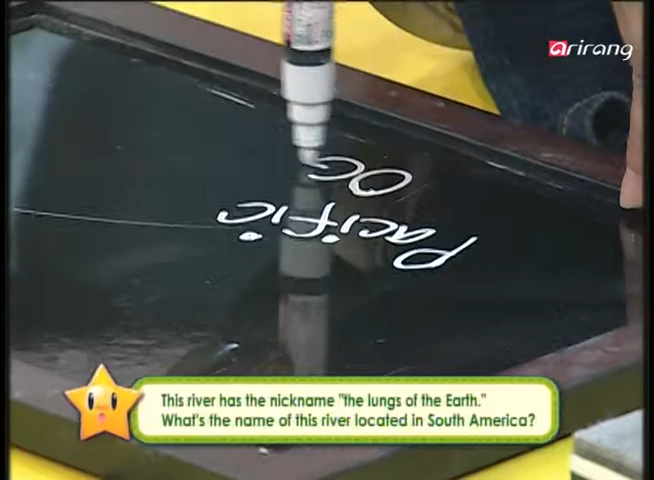 arirang
Pacific
Oc
This river has the nickname "the lungs of the Earth."
What's the name of this river located in South America?